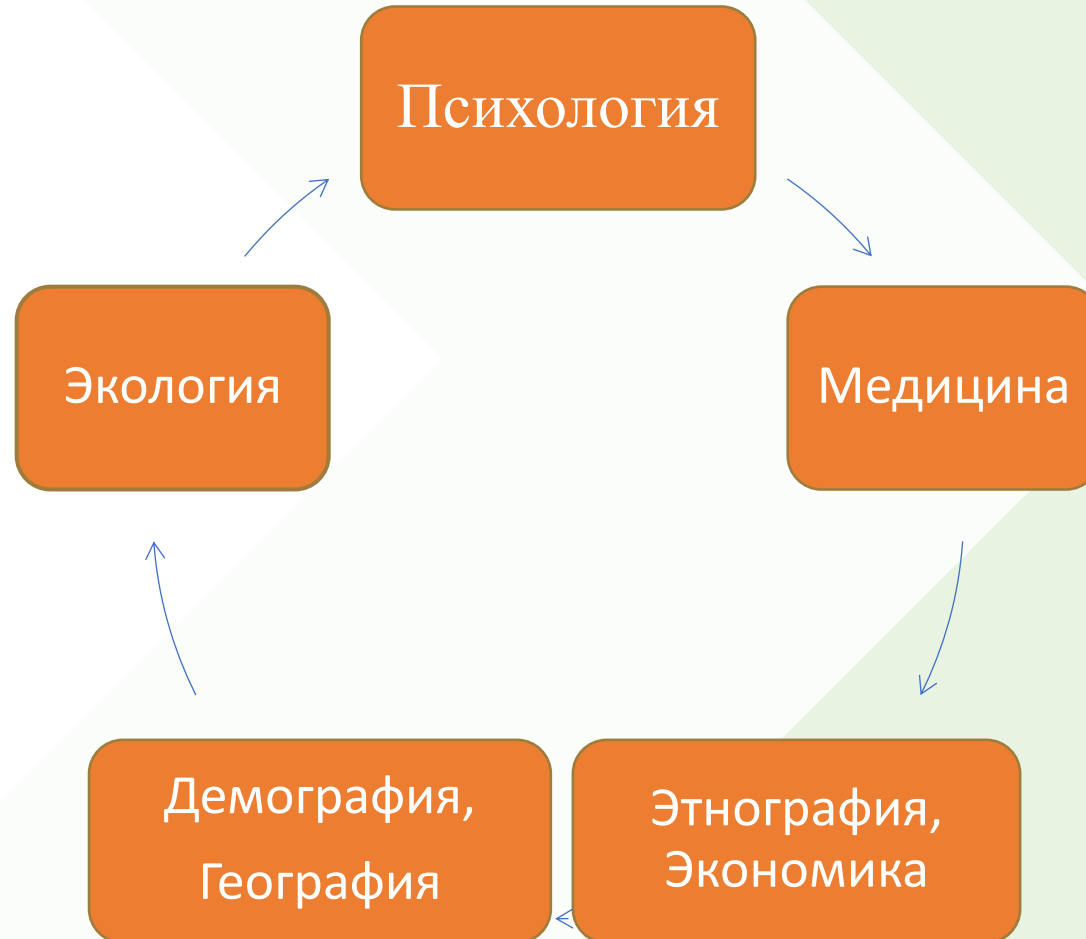 Психология
Экология
Медицина
Демография,
География
Этнография,
Экономика